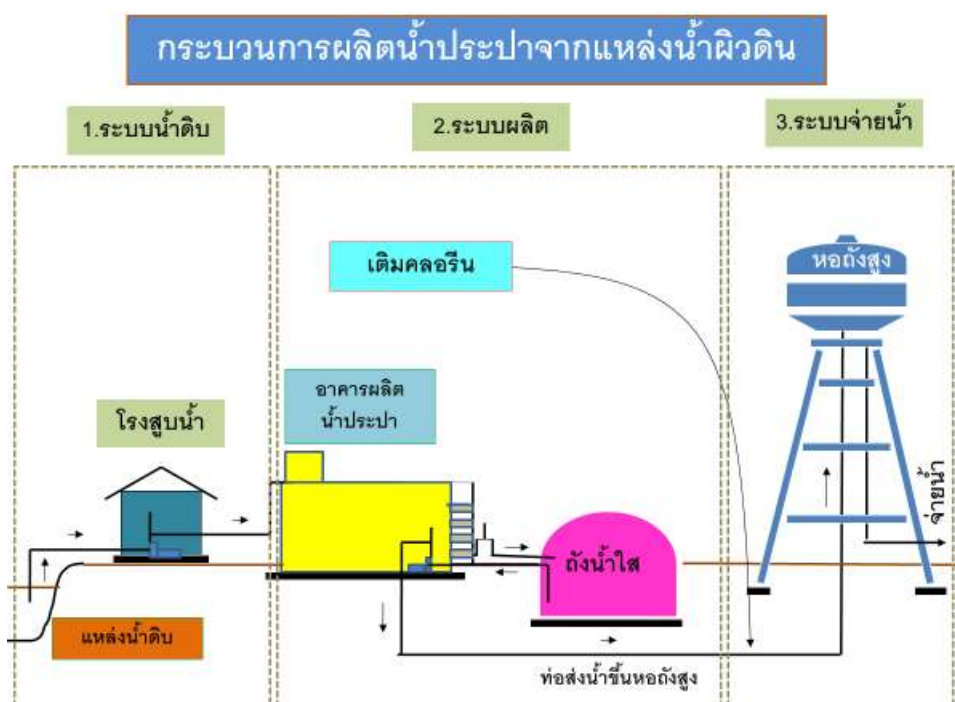 กระบวนการผลิตน้ำประปาจากแหล่งน้ำผิวดิน
1.ระบบน้ำดิบ
2.ระบบผลิต
3.ระบบจ่ายน้ำ
เติมคลอรีน
หอถังสูง
อาคารผลิต
น้ำประปา
โรงสูบน้ำ
จ่ายน้ำ
ถังน้ำใส
แหล่งน้ำดิบ
ท่อส่งน้ำขึ้นหอถังสูง